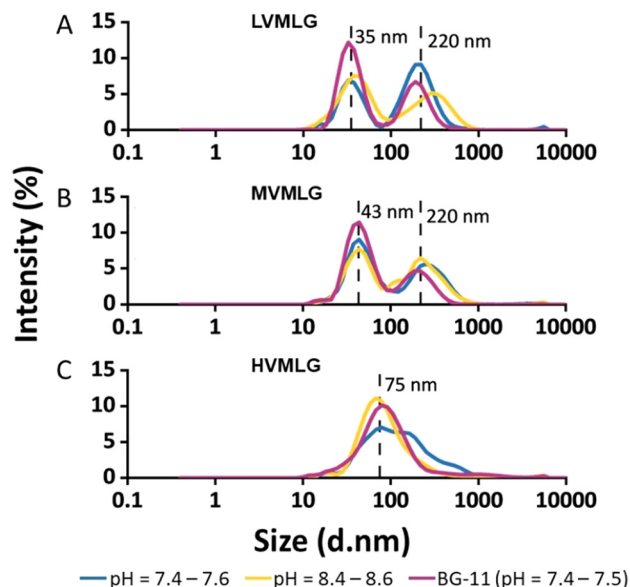 A
LVMLG
35 nm
220 nm
15
10
5
0
0.1 1 10 100 1000 10000
B
MVMLG
43 nm
220 nm
15
10
5
0
0.1 1 10 100 1000 10000
C
HVMLG
75 nm
15
10
5
0
0.1 1 10 100 1000 10000
Intensity (%)
Size (d.nm)
pH = 7.4 – 7.6 pH = 8.4 – 8.6 BG-11 (pH = 7.4 – 7.5)